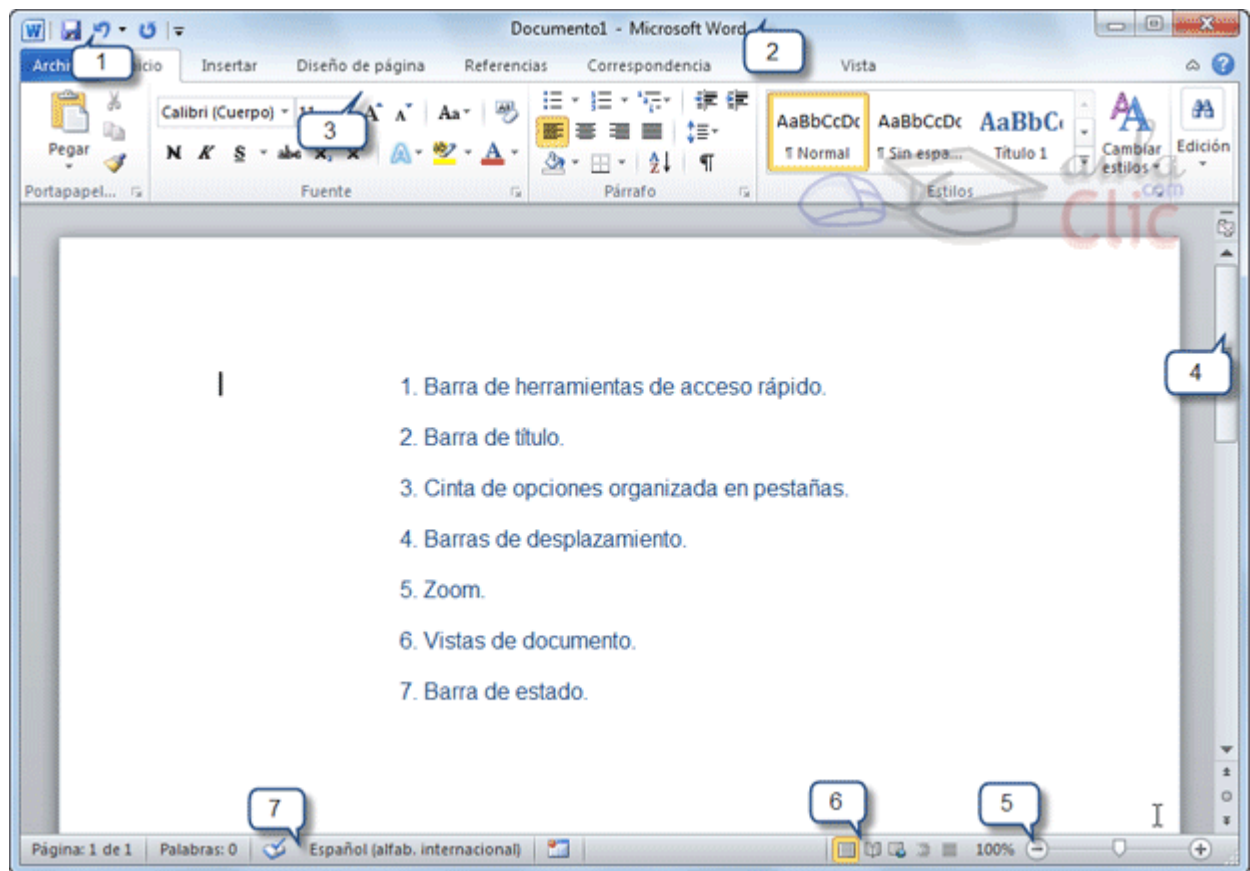 Documento1 - Microsoft Word
1
2
Archi
icio
Insertar
Diseño de página
Referencias
Correspondencia
Vista
Pegar
Calibri (Cuerpo)
3
N K S abc X₂ X
Aa
A
AaBbCcDc
AaBbCcDc
AaBbC
¶ Normal
¶ Sin espa...
Título 1
Cambiar
estilos
Edición
Portapapel...
Fuente
Párrafo
Estilos
aula
Clic
com
4
1. Barra de herramientas de acceso rápido.
2. Barra de título.
3. Cinta de opciones organizada en pestañas.
4. Barras de desplazamiento.
5. Zoom.
6. Vistas de documento.
7. Barra de estado.
7
6
5
Página: 1 de 1
Palabras: 0
Español (alfab. internacional)
100%